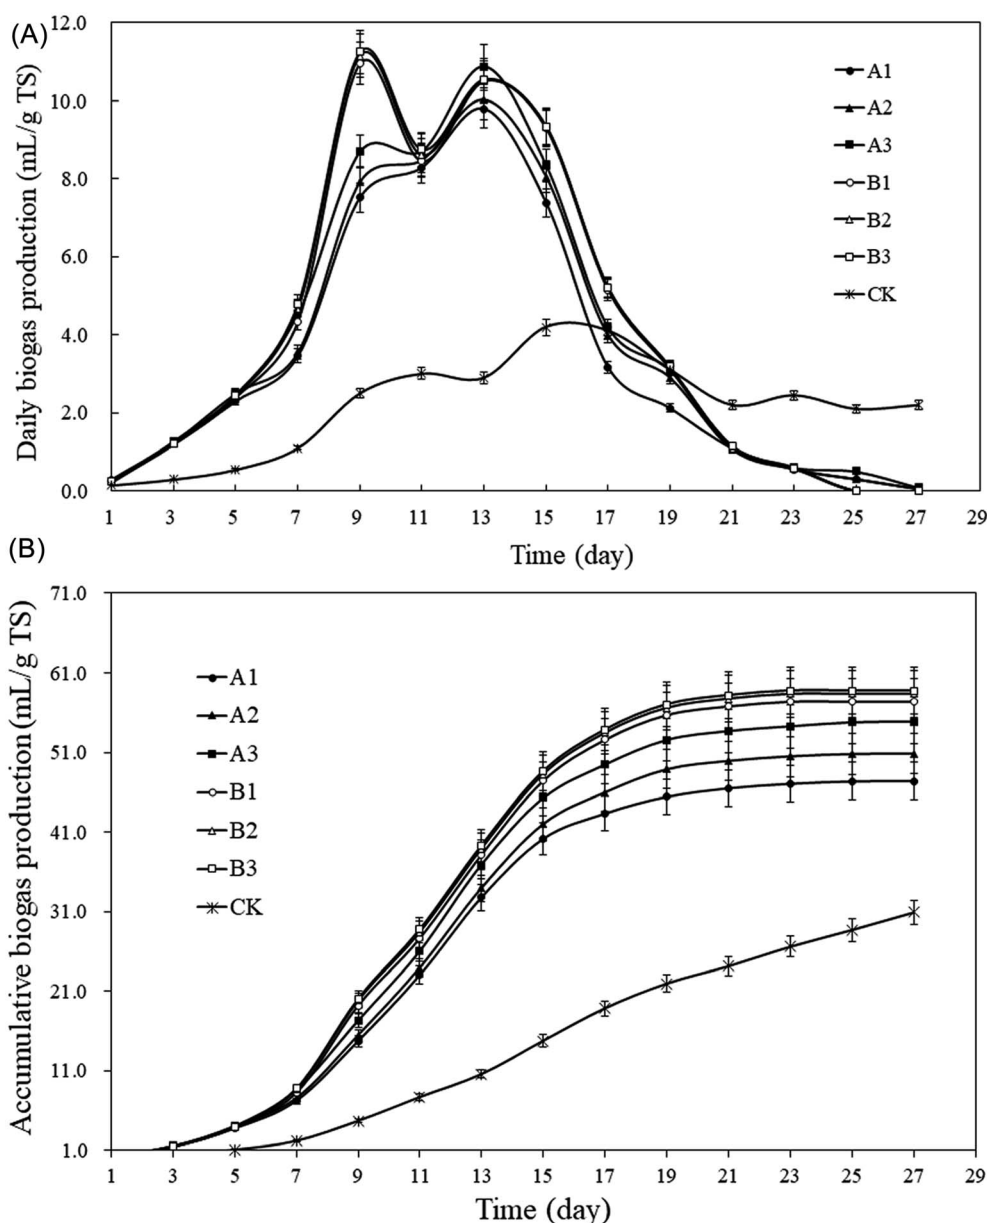 (A)
Daily biogas production (mL/g TS)
12.0
10.0
8.0
6.0
4.0
2.0
0.0
A1
A2
A3
B1
B2
B3
CK
1 3 5 7 9 11 13 15 17 19 21 23 25 27 29
Time (day)
(B)
Accumulative biogas production (mL/g TS)
71.0
61.0
51.0
41.0
31.0
21.0
11.0
1.0
A1
A2
A3
B1
B2
B3
CK
1 3 5 7 9 11 13 15 17 19 21 23 25 27 29
Time (day)